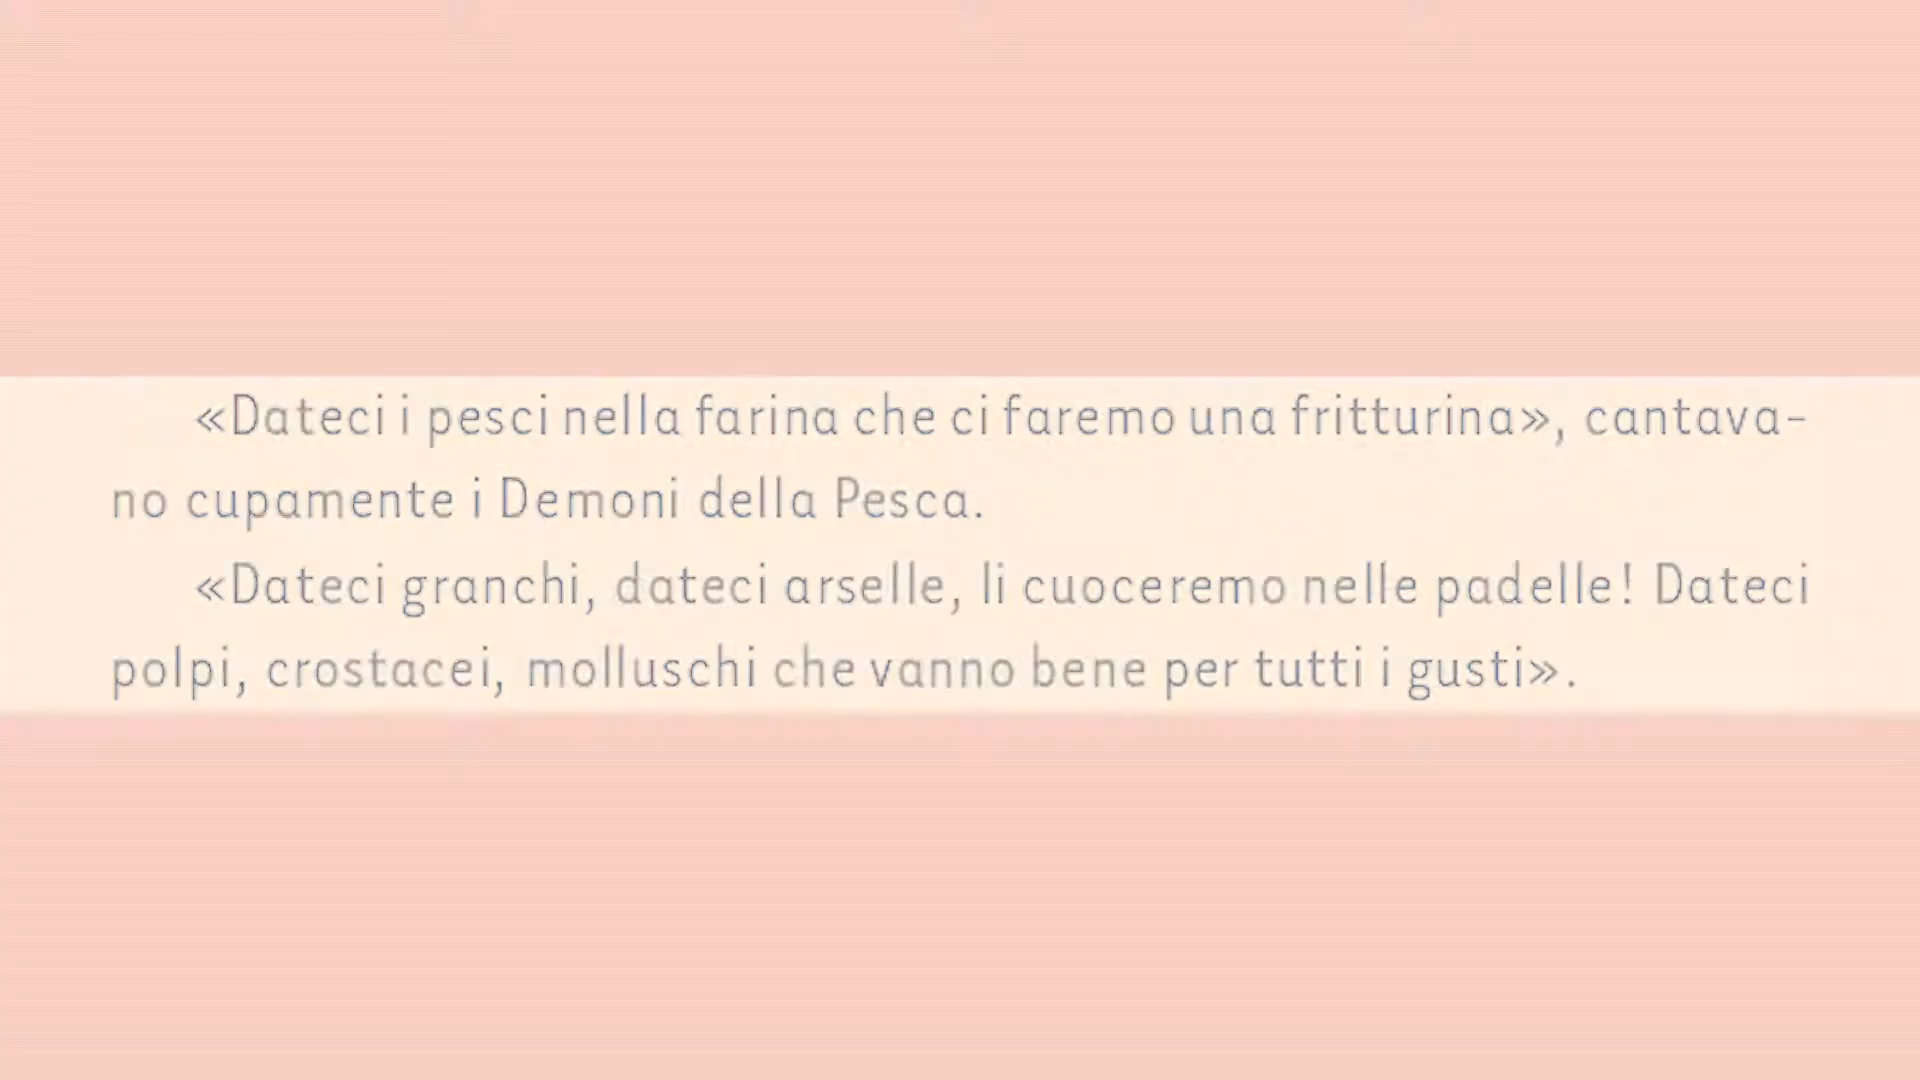 «Dateci i pesci nella farina che ci faremo una fritturina», cantava-
no cupamente i Demoni della Pesca.
«Dateci granchi, dateci arselle, li cuoceremo nelle padelle! Dateci
polpi, crostacei, molluschi che vanno bene per tutti i gusti».